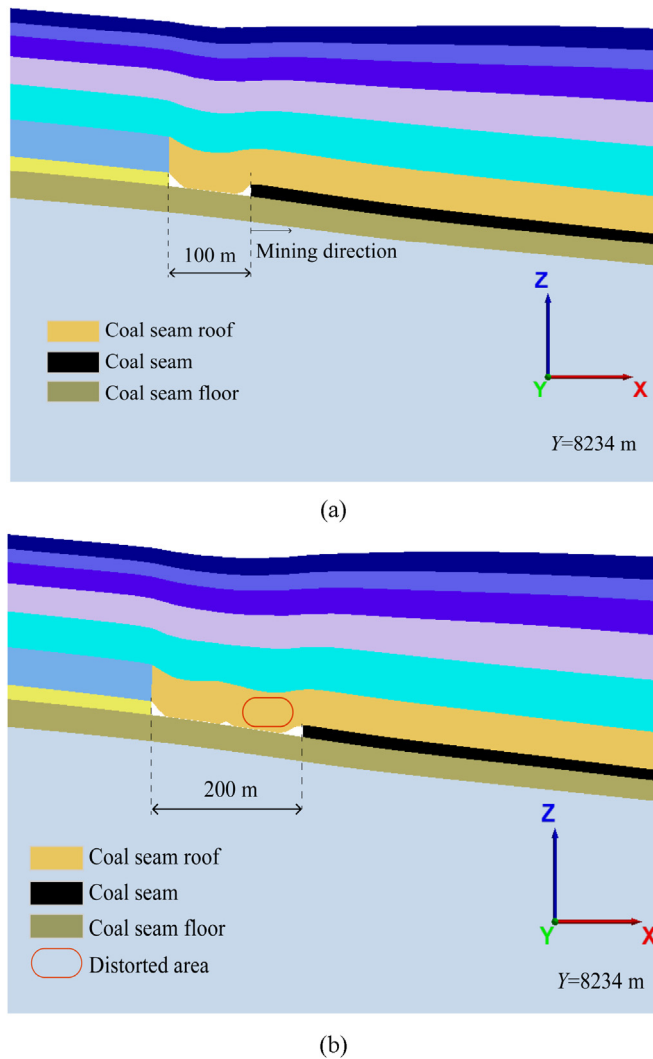 100 m
Mining direction
Coal seam roof
Coal seam
Coal seam floor
Z
Y
X
Y=8234 m
(a)
200 m
Coal seam roof
Coal seam
Coal seam floor
Distorted area
Z
Y
X
Y=8234 m
(b)